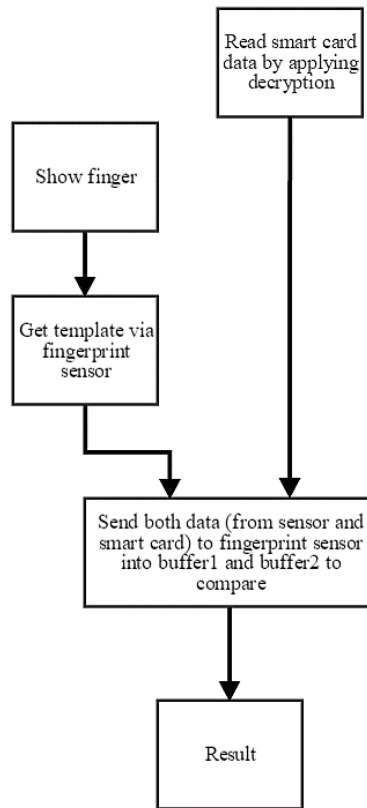 Read smart card
data by applying
decryption
Show finger
Get template via
fingerprint
sensor
Send both data (from sensor and
smart card) to fingerprint sensor
into buffer1 and buffer2 to
compare
Result